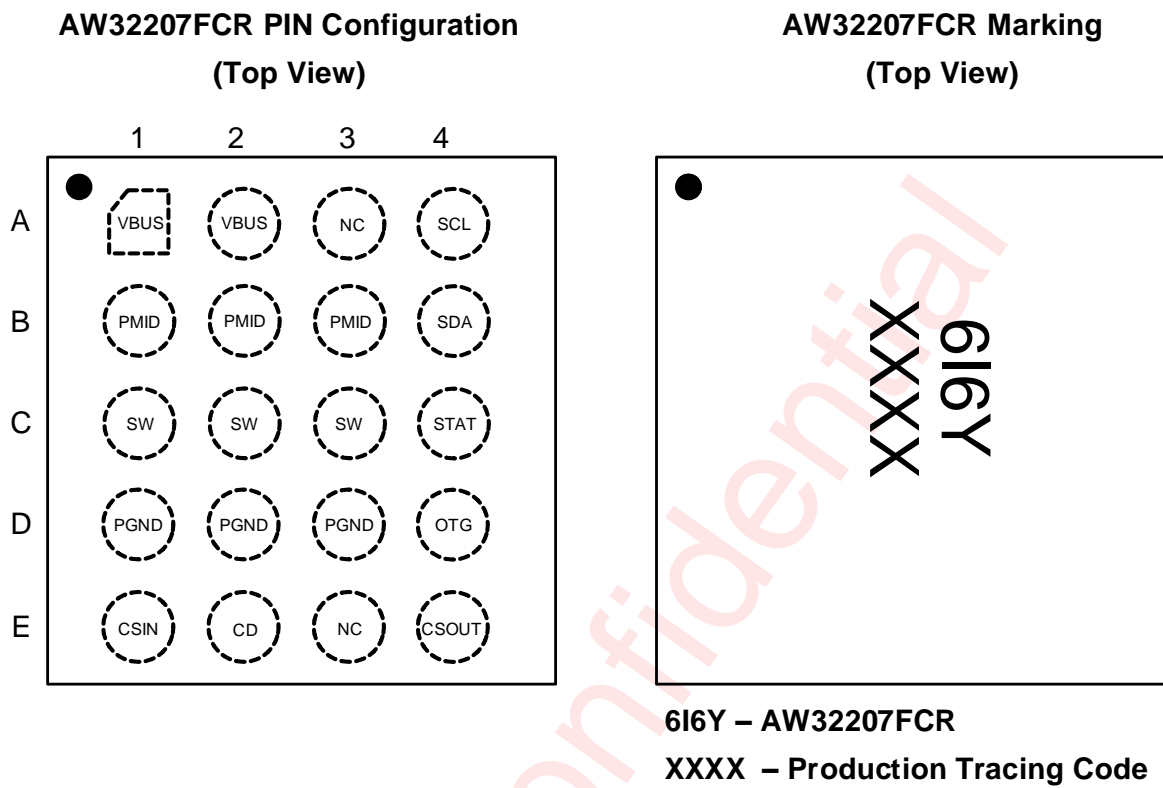 AW32207FCR PIN Configuration
(Top View)
1 2 3 4
A VBUS VBUS NC SCL
B PMID PMID PMID SDA
C SW SW SW STAT
D PGND PGND PGND OTG
E CSIN CD NC CSOUT
AW32207FCR Marking
(Top View)
6I6Y
XXXX
6I6Y – AW32207FCR
XXXX – Production Tracing Code
onfidential